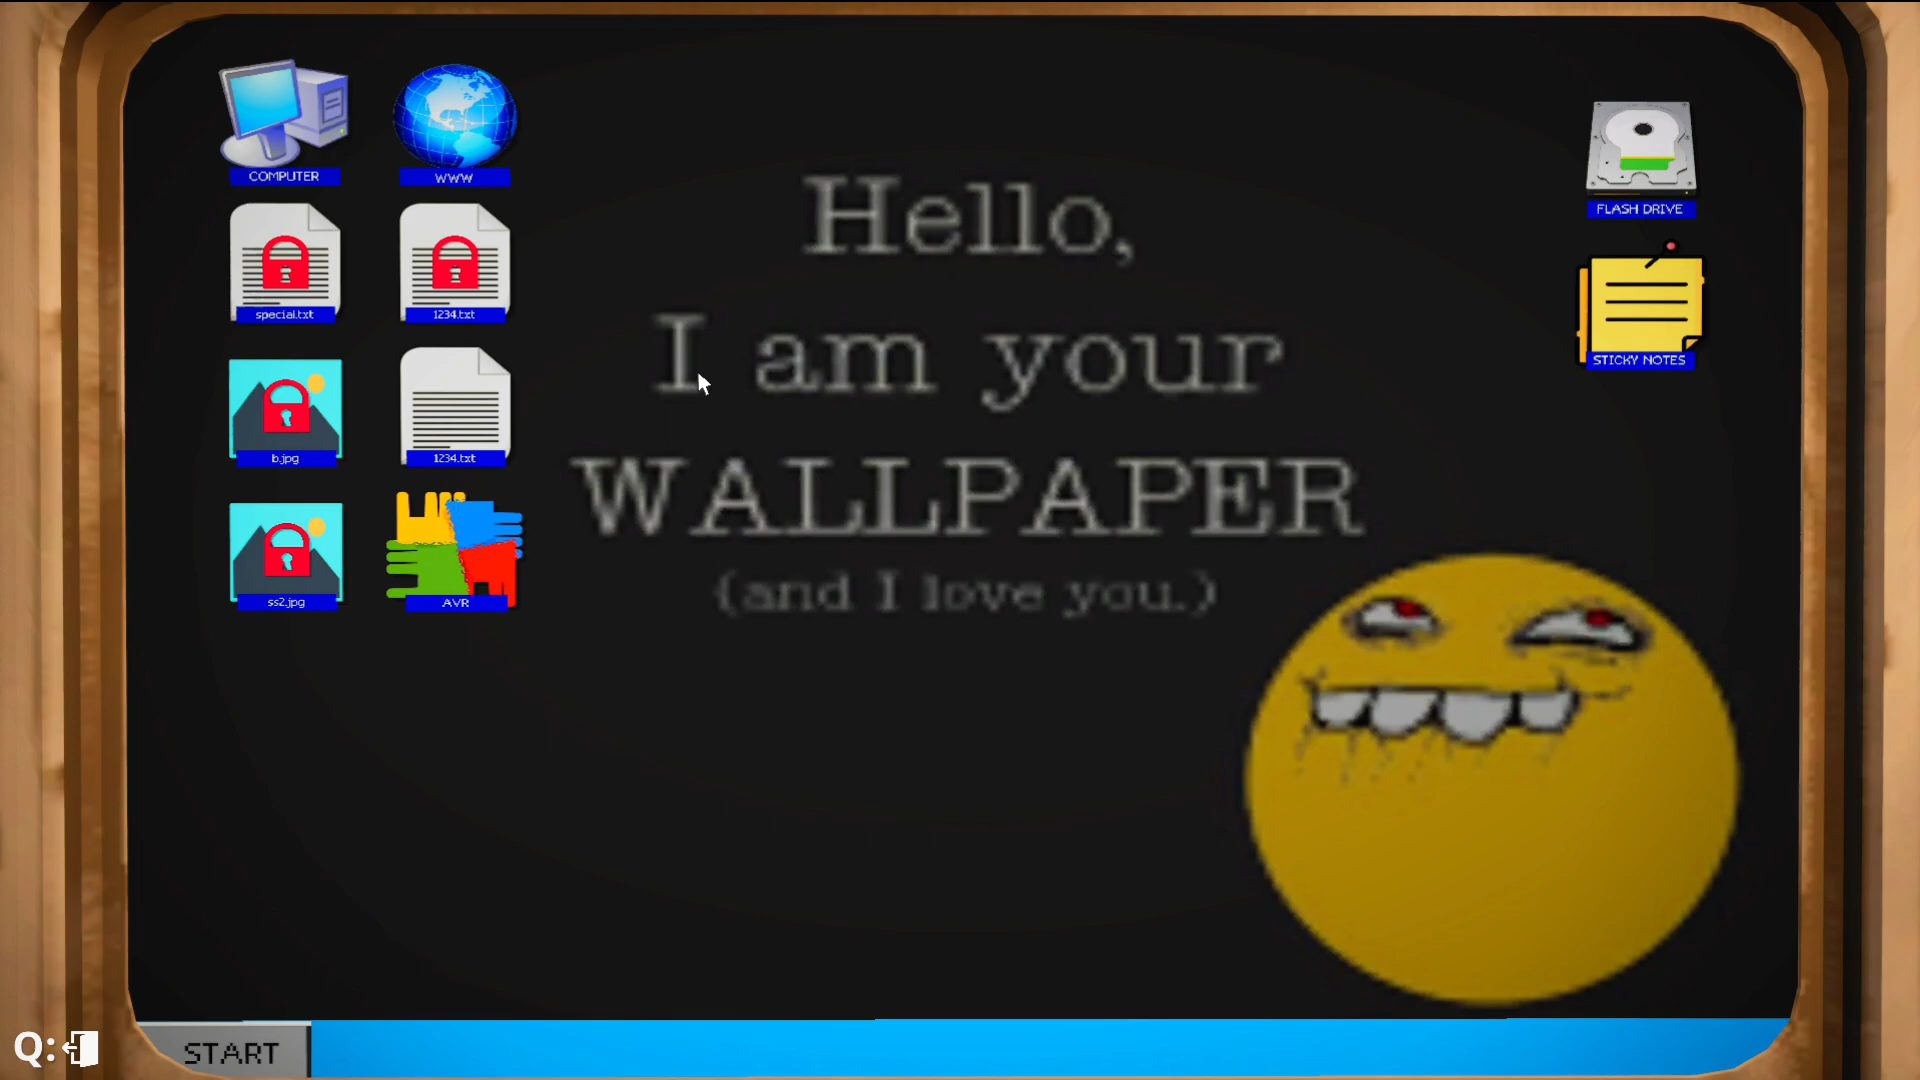 COMPUTER
WWW
FLASH DRIVE
special.txt
1234.txt
STICKY NOTES
b.jpg
1234.txt
ss2.jpg
AVR
Hello,
I am your
WALLPAPER
(and I love you.)
START
Q: